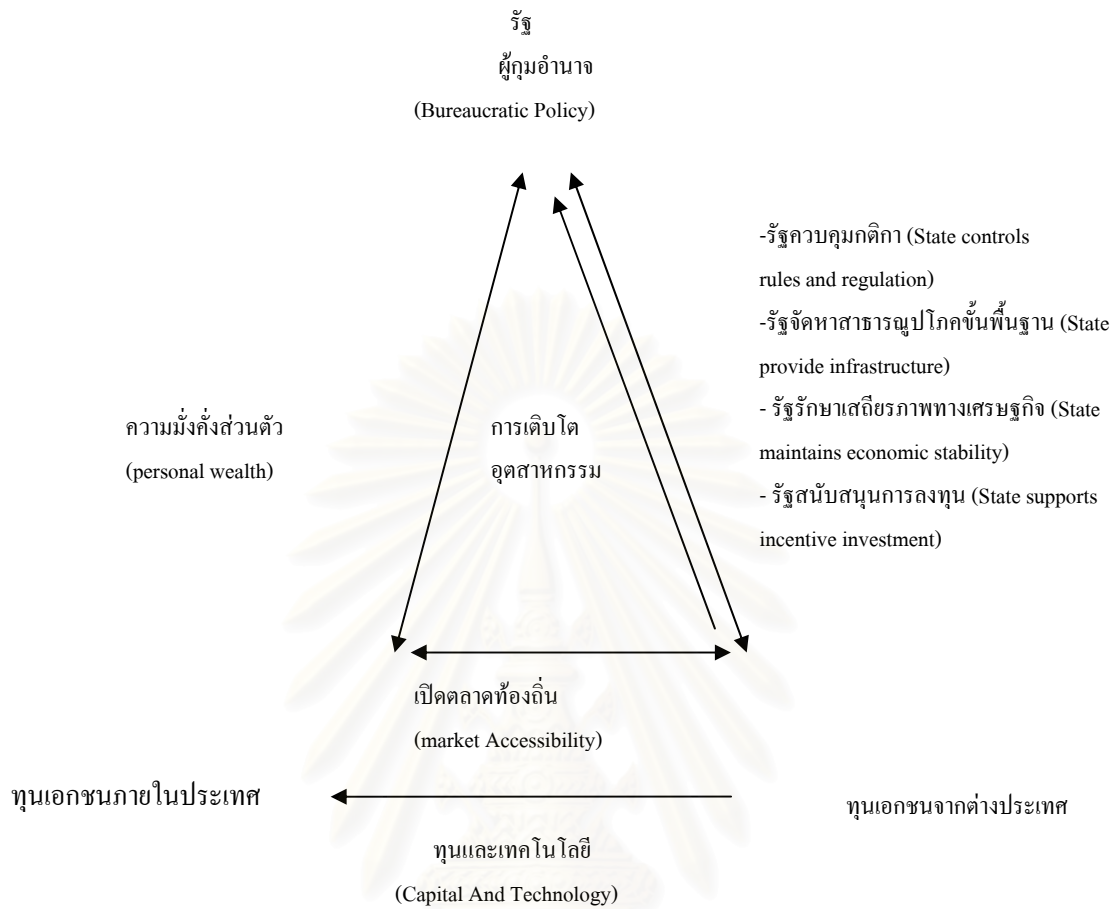 รัฐ
ผู้กุมอำนาจ
(Bureaucratic Policy)
-รัฐควบคุมกติกา (State controls
rules and regulation)
-รัฐจัดหาสาธารณูปโภคขั้นพื้นฐาน (State
provide infrastructure)
- รัฐรักษาเสถียรภาพทางเศรษฐกิจ (State
maintains economic stability)
- รัฐสนับสนุนการลงทุน (State supports
incentive investment)
ความมั่งคั่งส่วนตัว
(personal wealth)
การเติบโต
อุตสาหกรรม
เปิดตลาดท้องถิ่น
(market Accessibility)
ทุนเอกชนภายในประเทศ
ทุนเอกชนจากต่างประเทศ
ทุนและเทคโนโลยี
(Capital And Technology)